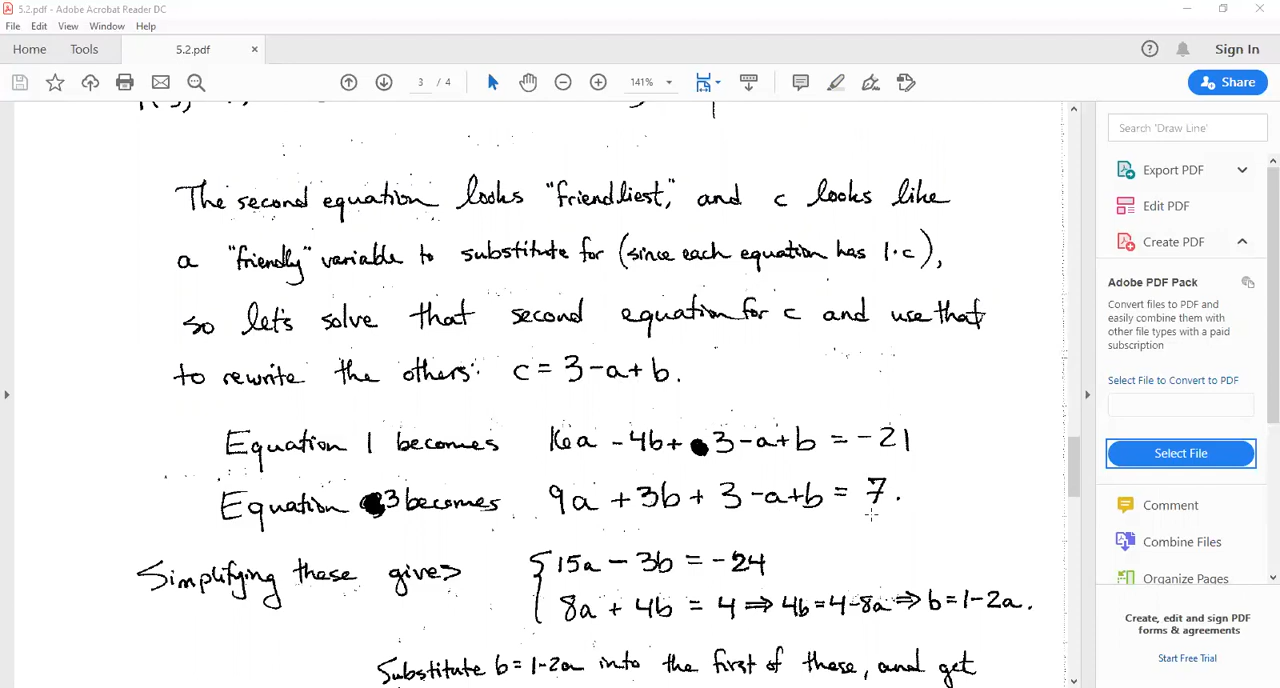 5.2.pdf - Adobe Acrobat Reader DC
File Edit View Window Help
Home Tools 5.2.pdf × Sign In
3 / 4 141% Share
The second equation looks "friendliest," and c looks like
a "friendly" variable to substitute for (since each equation has 1·c),
so let's solve that second equation for c and use that
to rewrite the others: c = 3-a+b.
Equation 1 becomes 16a - 4b + 3-a+b = -21
Equation 3 becomes 9a + 3b + 3 -a+b = 7.
Simplifying these gives { 15a - 3b = -24
8a + 4b = 4 ⇒ 4b = 4-8a ⇒ b = 1-2a.
Substitute b = 1-2a into the first of these, and get
Search 'Draw Line'
Export PDF
Edit PDF
Create PDF
Adobe PDF Pack
Convert files to PDF and
easily combine them with
other file types with a paid
subscription
Select File to Convert to PDF
Select File
Comment
Combine Files
Organize Pages
Create, edit and sign PDF
forms & agreements
Start Free Trial